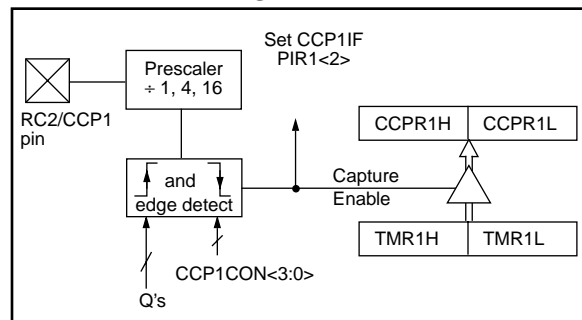 Set CCP1IF
PIR1<2>
Prescaler
÷ 1, 4, 16
RC2/CCP1
pin
CCPR1H
CCPR1L
and
edge detect
Capture
Enable
TMR1H
TMR1L
CCP1CON<3:0>
Q's